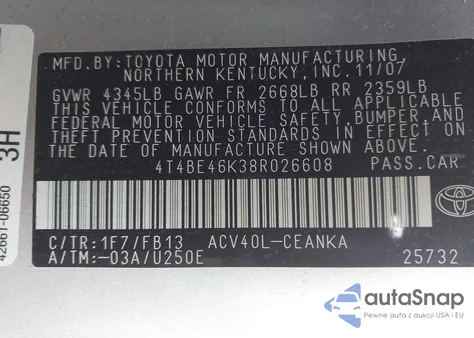 MFD.BY:TOYOTA MOTOR MANUFACTURING,
NORTHERN KENTUCKY,INC.11/07
GVWR 4345LB GAWR FR 2668LB RR 2359LB
THIS VEHICLE CONFORMS TO ALL APPLICABLE
FEDERAL MOTOR VEHICLE SAFETY,BUMPER,AND
THEFT PREVENTION STANDARDS IN EFFECT ON
THE DATE OF MANUFACTURE SHOWN ABOVE.
4T4BE46K38R026608 PASS.CAR
C/TR:1F7/FB13 ACV40L-CEANKA
A/TM:-03A/U250E 25732
TOYOTA
42661-06650
3H
autoSnap
Pewne auta z aukcji USA i EU